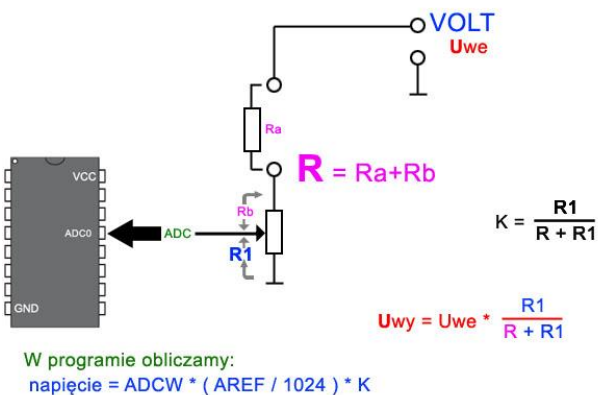 VOLT
Uwe
Ra
R = Ra+Rb
VCC
Rb
ADC0
ADC
R1
K = R1
R + R1
GND
Uwy = Uwe * R1
R + R1
W programie obliczamy:
napięcie = ADCW * ( AREF / 1024 ) * K